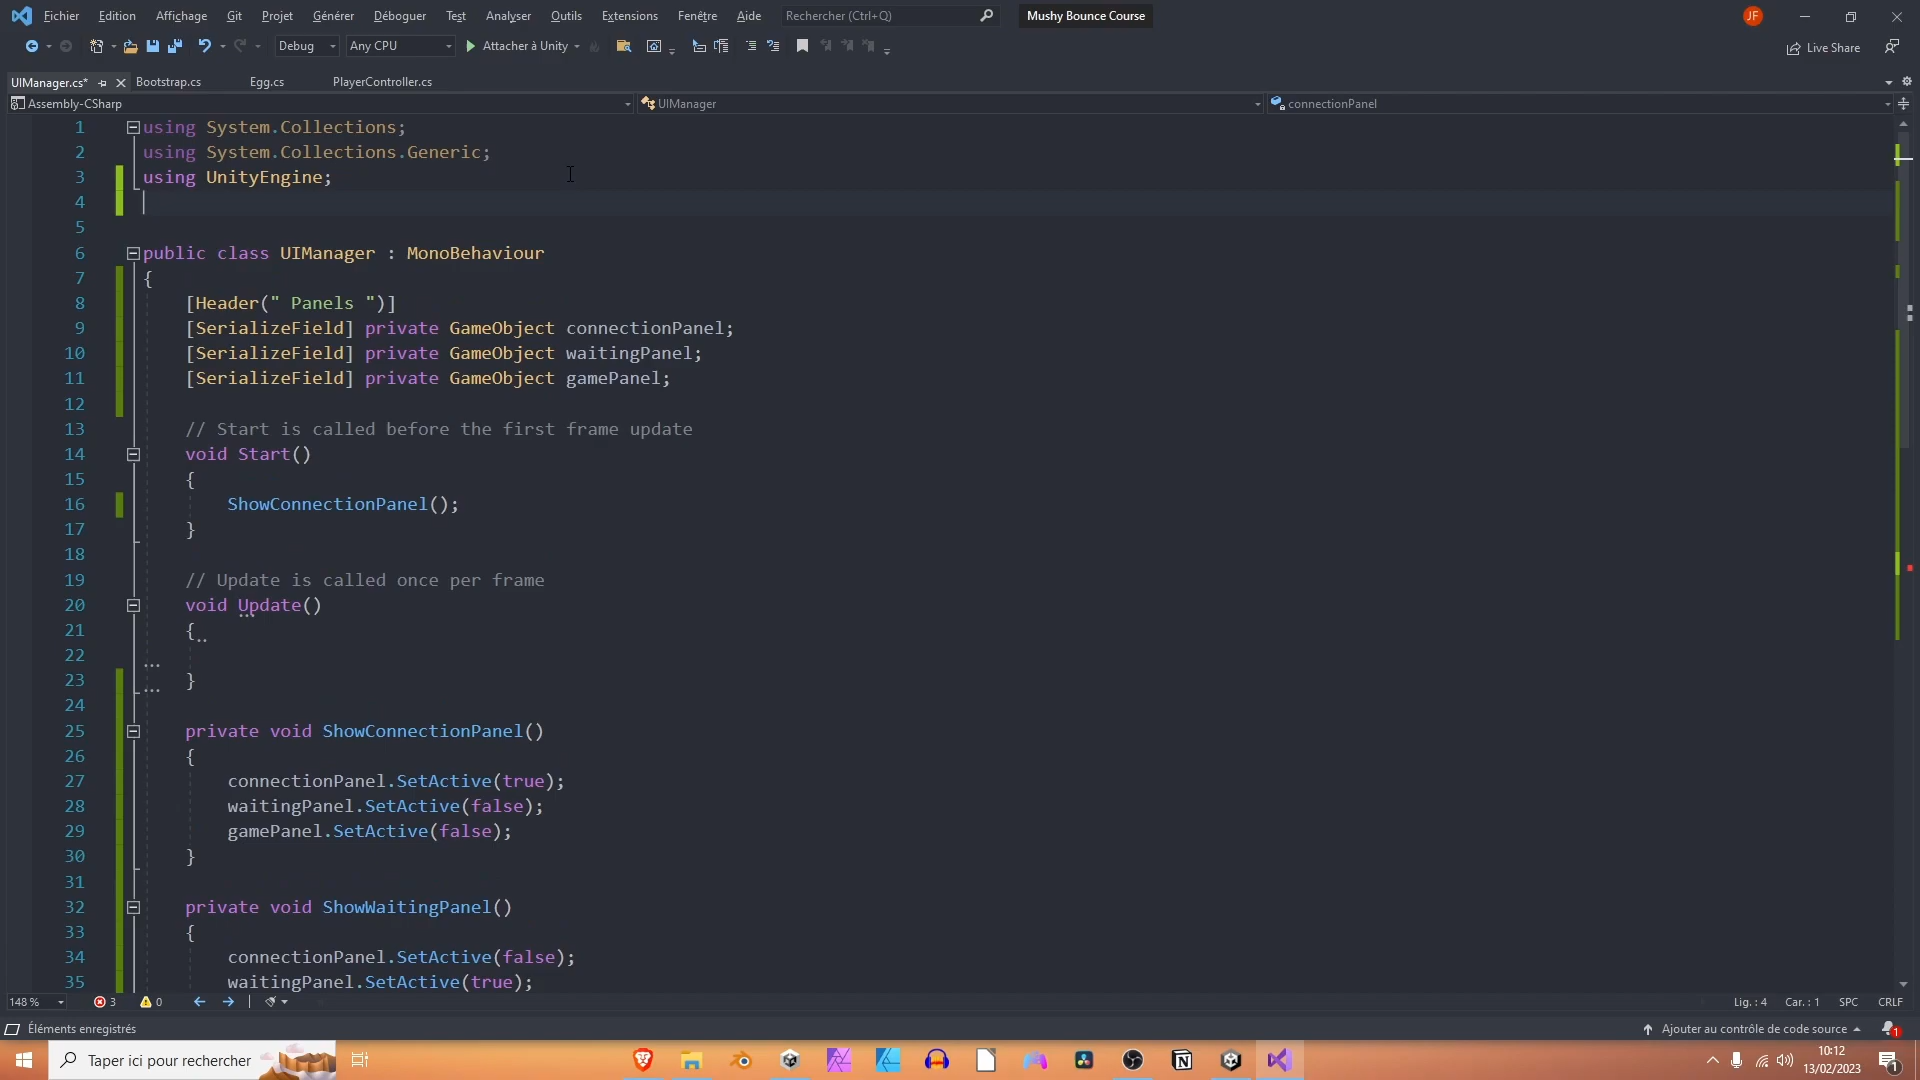 Fichier Edition Affichage Git Projet Générer Déboguer Test Analyser Outils Extensions Fenêtre Aide Rechercher (Ctrl+Q) Mushy Bounce Course JF
Debug Any CPU Attacher à Unity Live Share
UIManager.cs* Bootstrap.cs Egg.cs PlayerController.cs
Assembly-CSharp UIManager connectionPanel
1 using System.Collections;
2 using System.Collections.Generic;
3 using UnityEngine;
4
5
6 public class UIManager : MonoBehaviour
7 {
8 [Header(" Panels ")]
9 [SerializeField] private GameObject connectionPanel;
10 [SerializeField] private GameObject waitingPanel;
11 [SerializeField] private GameObject gamePanel;
12
13 // Start is called before the first frame update
14 void Start()
15 {
16 ShowConnectionPanel();
17 }
18
19 // Update is called once per frame
20 void Update()
21 {
22
23 }
24
25 private void ShowConnectionPanel()
26 {
27 connectionPanel.SetActive(true);
28 waitingPanel.SetActive(false);
29 gamePanel.SetActive(false);
30 }
31
32 private void ShowWaitingPanel()
33 {
34 connectionPanel.SetActive(false);
35 waitingPanel.SetActive(true);
148 % 3 0 Lig. : 4 Car. : 1 SPC CRLF
Éléments enregistrés Ajouter au contrôle de code source 1
Taper ici pour rechercher 10:12
13/02/2023 1